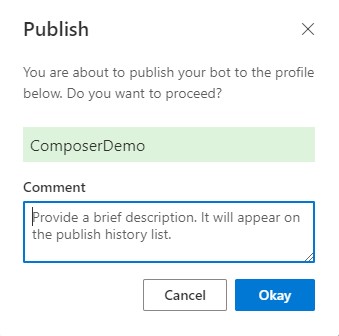 Publish
You are about to publish your bot to the profile
below. Do you want to proceed?
ComposerDemo
Comment
Provide a brief description. It will appear on
the publish history list.
Cancel
Okay